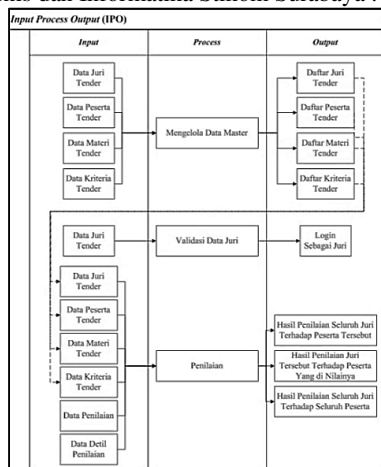 Input Process Output (IPO)
Input
Process
Output
Data Juri
Tender
Data Peserta
Tender
Data Materi
Tender
Data Kriteria
Tender
Mengelola Data Master
Daftar Juri
Tender
Daftar Peserta
Tender
Daftar Materi
Tender
Daftar Kriteria
Tender
Data Juri
Tender
Validasi Data Juri
Login
Sebagai Juri
Data Juri
Tender
Data Peserta
Tender
Data Materi
Tender
Data Kriteria
Tender
Data Penilaian
Data Detil
Penilaian
Penilaian
Hasil Penilaian Seluruh Juri
Terhadap Peserta Tersebut
Hasil Penilaian Juri
Tersebut Terhadap Peserta
Yang di Nilainya
Hasil Penilaian Seluruh Juri
Terhadap Seluruh Peserta